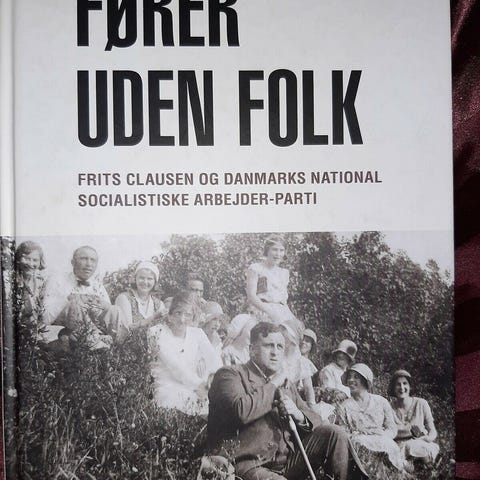 FØRER
UDEN FOLK
FRITS CLAUSEN OG DANMARKS NATIONAL
SOCIALISTISKE ARBEJDER-PARTI